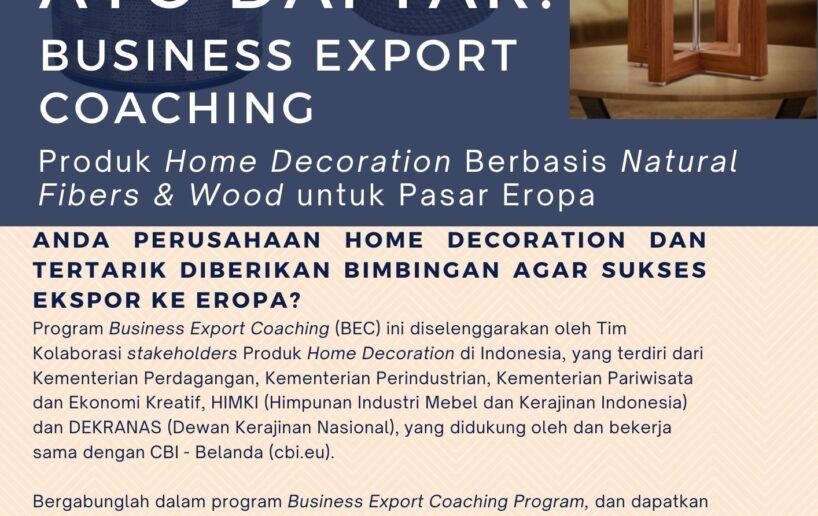 AYO DAFTAR!
BUSINESS EXPORT
COACHING
Produk Home Decoration Berbasis Natural
Fibers & Wood untuk Pasar Eropa
ANDA PERUSAHAAN HOME DECORATION DAN
TERTARIK DIBERIKAN BIMBINGAN AGAR SUKSES
EKSPOR KE EROPA?
Program Business Export Coaching (BEC) ini diselenggarakan oleh Tim
Kolaborasi stakeholders Produk Home Decoration di Indonesia, yang terdiri dari
Kementerian Perdagangan, Kementerian Perindustrian, Kementerian Pariwisata
dan Ekonomi Kreatif, HIMKI (Himpunan Industri Mebel dan Kerajinan Indonesia)
dan DEKRANAS (Dewan Kerajinan Nasional), yang didukung oleh dan bekerja
sama dengan CBI - Belanda (cbi.eu).
Bergabunglah dalam program Business Export Coaching Program, dan dapatkan